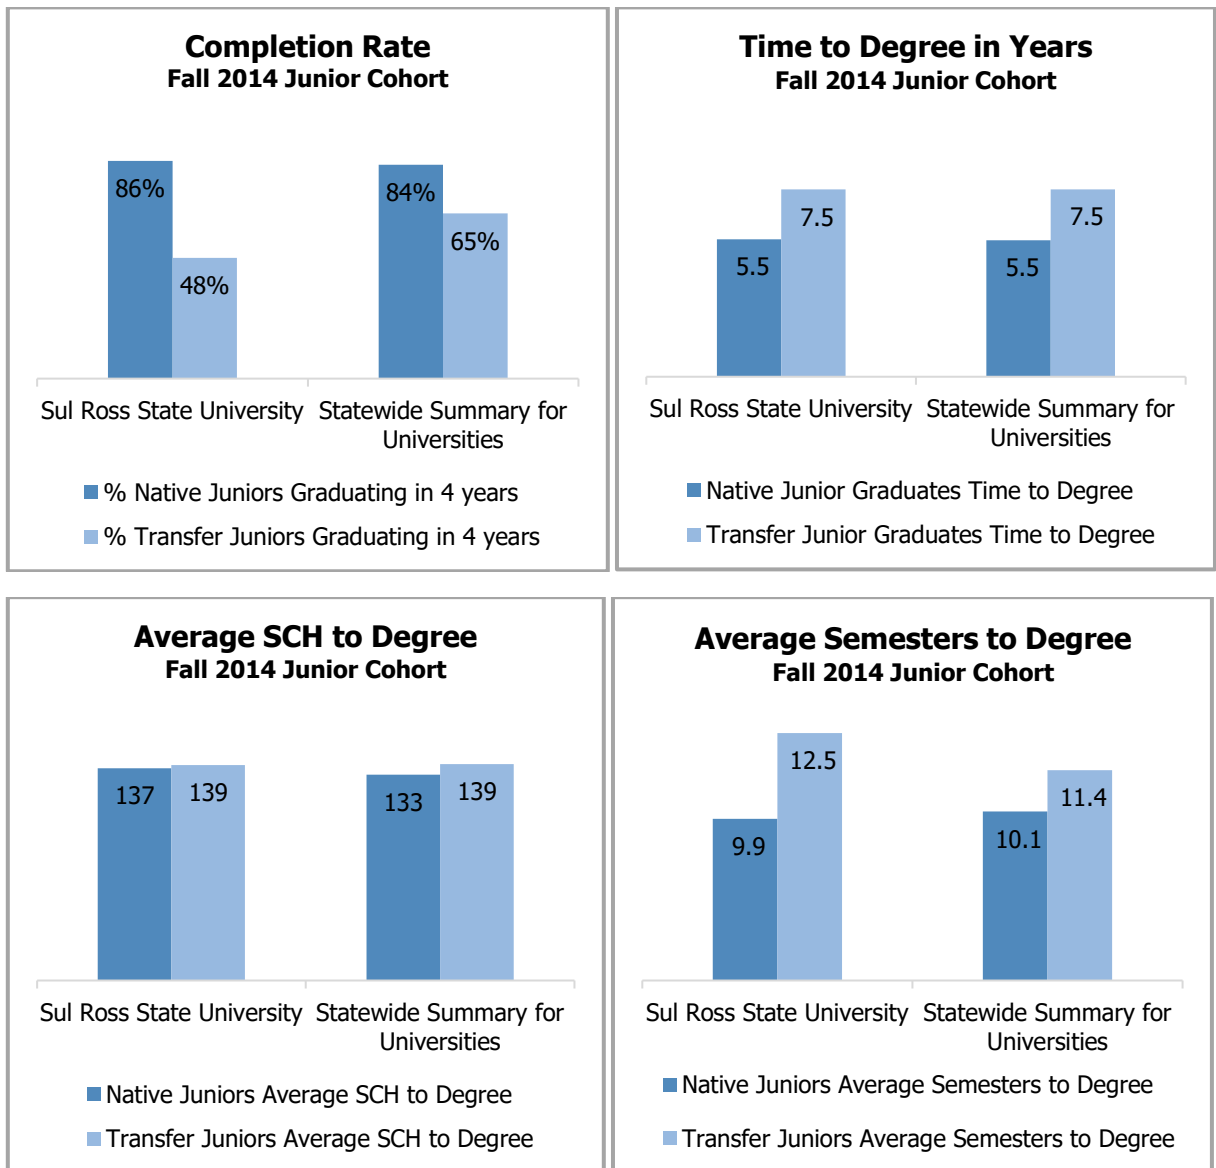 Completion Rate
Fall 2014 Junior Cohort
86%
48%
84%
65%
Sul Ross State University
Statewide Summary for
Universities
% Native Juniors Graduating in 4 years
% Transfer Juniors Graduating in 4 years
Time to Degree in Years
Fall 2014 Junior Cohort
5.5
7.5
5.5
7.5
Sul Ross State University
Statewide Summary for
Universities
Native Junior Graduates Time to Degree
Transfer Junior Graduates Time to Degree
Average SCH to Degree
Fall 2014 Junior Cohort
137
139
133
139
Sul Ross State University
Statewide Summary for
Universities
Native Juniors Average SCH to Degree
Transfer Juniors Average SCH to Degree
Average Semesters to Degree
Fall 2014 Junior Cohort
9.9
12.5
10.1
11.4
Sul Ross State University
Statewide Summary for
Universities
Native Juniors Average Semesters to Degree
Transfer Juniors Average Semesters to Degree